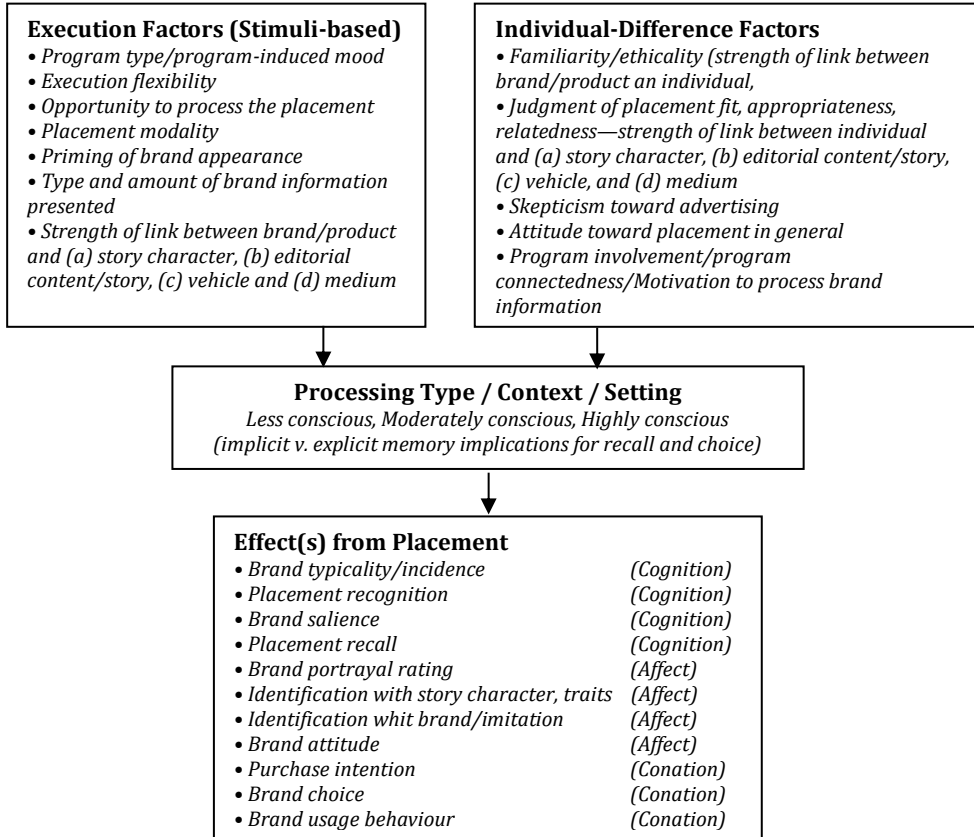 Execution Factors (Stimuli-based)
• Program type/program-induced mood
• Execution flexibility
• Opportunity to process the placement
• Placement modality
• Priming of brand appearance
• Type and amount of brand information
presented
• Strength of link between brand/product
and (a) story character, (b) editorial
content/story, (c) vehicle and (d) medium
Individual-Difference Factors
• Familiarity/ethicality (strength of link between
brand/product an individual,
• Judgment of placement fit, appropriateness,
relatedness—strength of link between individual
and (a) story character, (b) editorial content/story,
(c) vehicle, and (d) medium
• Skepticism toward advertising
• Attitude toward placement in general
• Program involvement/program
connectedness/Motivation to process brand
information
Processing Type / Context / Setting
Less conscious, Moderately conscious, Highly conscious
(implicit v. explicit memory implications for recall and choice)
Effect(s) from Placement
• Brand typicality/incidence (Cognition)
• Placement recognition (Cognition)
• Brand salience (Cognition)
• Placement recall (Cognition)
• Brand portrayal rating (Affect)
• Identification with story character, traits (Affect)
• Identification whit brand/imitation (Affect)
• Brand attitude (Affect)
• Purchase intention (Conation)
• Brand choice (Conation)
• Brand usage behaviour (Conation)